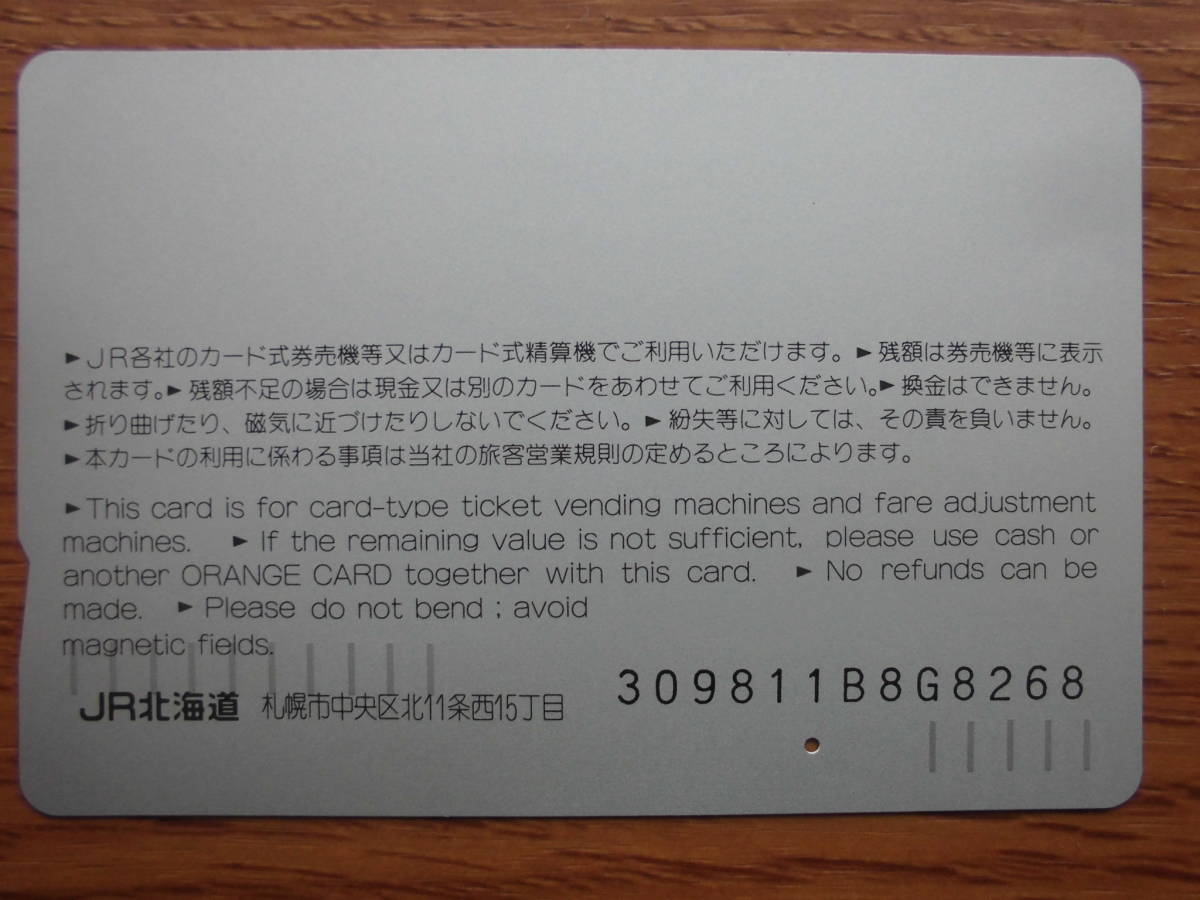 ►JR各社のカード式券売機等又はカード式精算機でご利用いただけます。►残額は券売機等に表示
されます。►残額不足の場合は現金又は別のカードをあわせてご利用ください。►換金はできません。
►折り曲げたり、磁気に近づけたりしないでください。►紛失等に対しては、その責を負いません。
►本カードの利用に係わる事項は当社の旅客営業規則の定めるところによります。
►This card is for card-type ticket vending machines and fare adjustment
machines. ►If the remaining value is not sufficient, please use cash or
another ORANGE CARD together with this card. ►No refunds can be
made. ►Please do not bend ; avoid
magnetic fields.
JR北海道 札幌市中央区北11条西15丁目
309811B8G8268